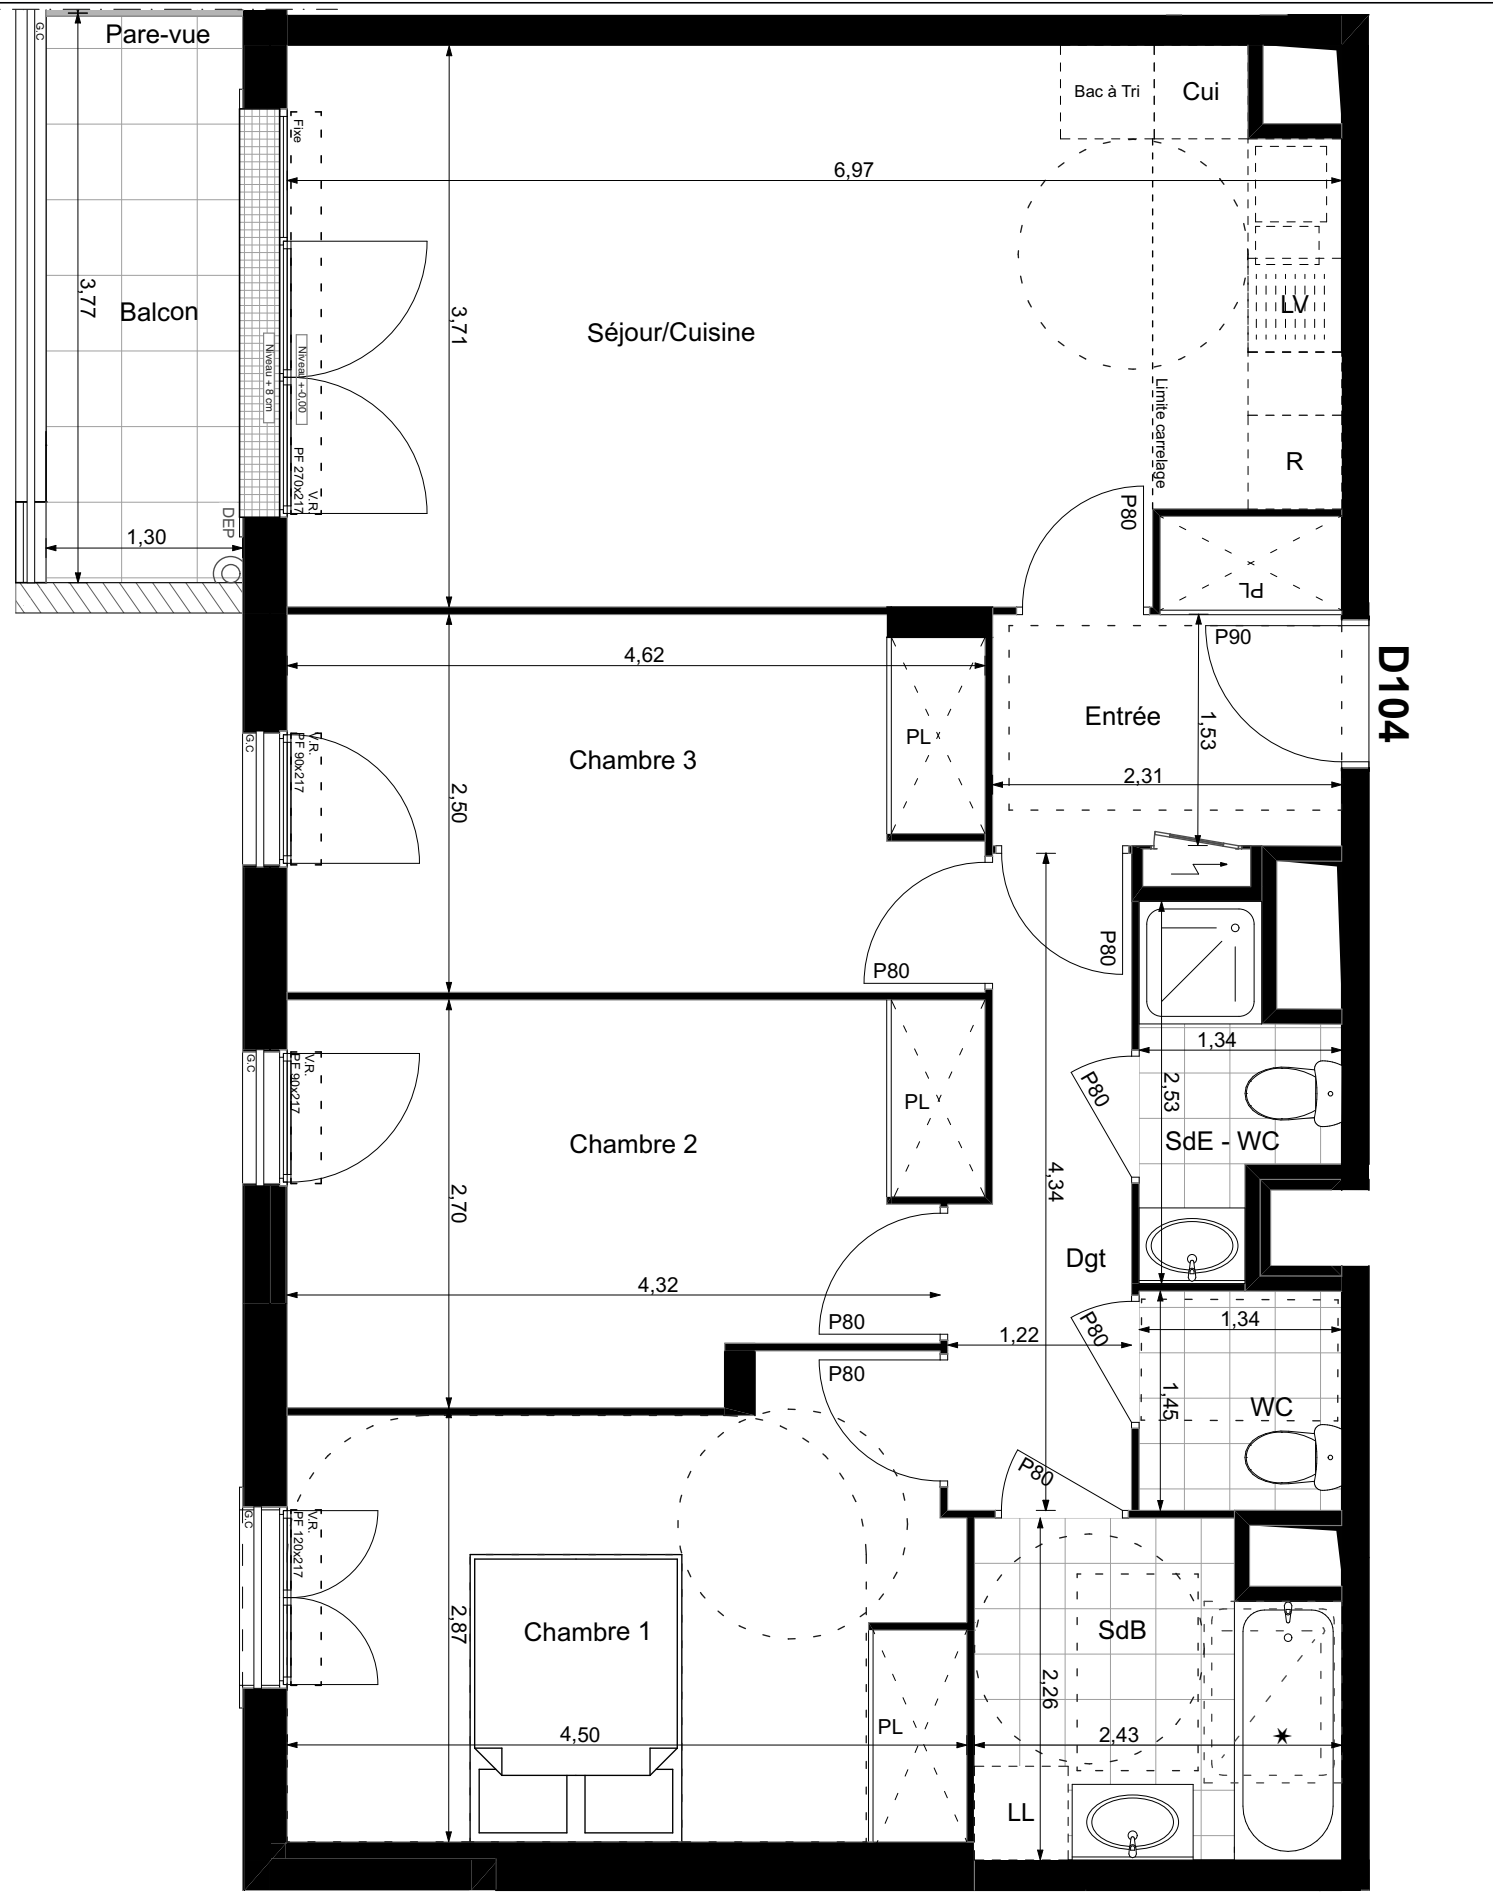 G.C
Pare-vue
Bac à Tri
Cui
Fixe
6,97
3,77
Balcon
3,71
Séjour/Cuisine
LV
Niveau + 8 cm
Niveau +-0,00
Limite carrelage
R
V.R.
PF 270x217
P80
DEP
1,30
PL
P90
D104
4,62
Entrée
1,53
PL
Chambre 3
2,31
G.C
V.R.
PF 90x217
2,50
P80
P80
1,34
G.C
V.R.
PF 90x217
P80
2,53
PL
Chambre 2
SdE - WC
4,34
2,70
Dgt
4,32
P80
1,22
P80
1,34
P80
1,45
WC
P80
G.C
V.R.
PF 120x217
2,87
Chambre 1
SdB
2,26
PL
4,50
2,43
LL